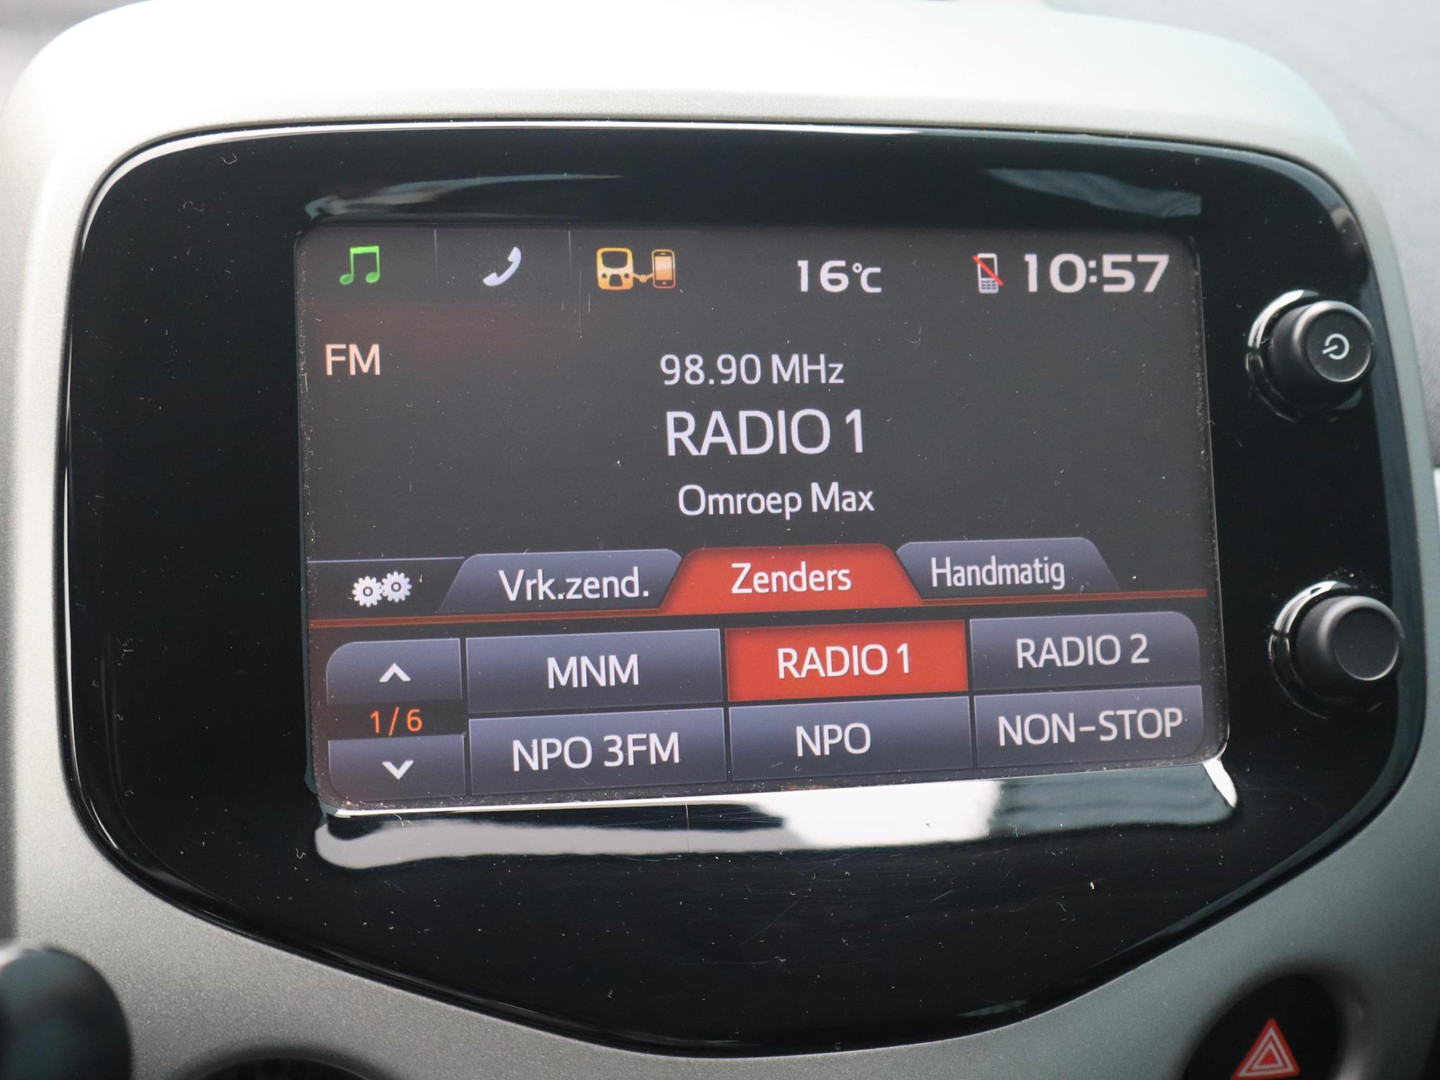 16°C 10:57
FM
98.90 MHz
RADIO 1
Omroep Max
Vrk.zend. Zenders Handmatig
MNM RADIO 1 RADIO 2
1/6
NPO 3FM NPO NON-STOP